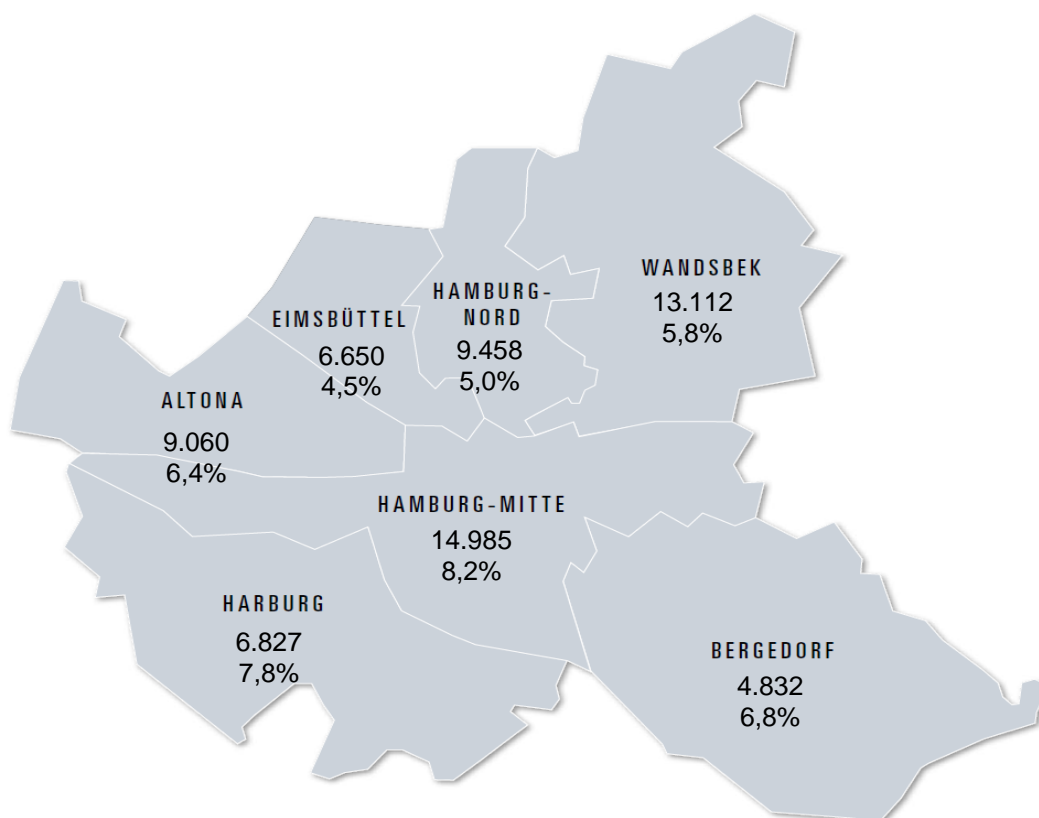 WANDSBEK
13.112
5,8%
HAMBURG-
NORD
9.458
5,0%
EIMSBÜTTEL
6.650
4,5%
ALTONA
9.060
6,4%
HAMBURG-MITTE
14.985
8,2%
HARBURG
6.827
7,8%
BERGEDORF
4.832
6,8%